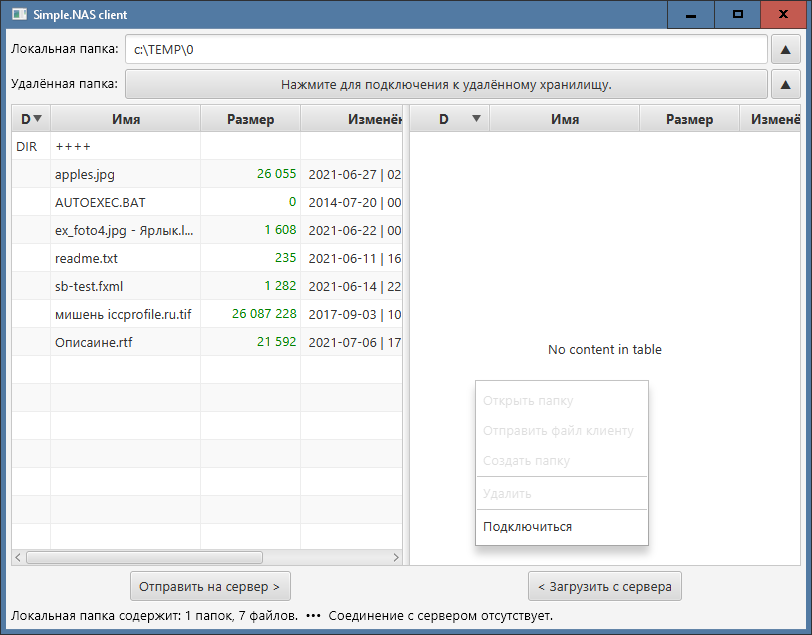 Simple.NAS client
Локальная папка: c:\TEMP\0 ▲
Удалённая папка: Нажмите для подключения к удалённому хранилищу. ▲
D▼ Имя Размер Изменён D ▼ Имя Размер Изменён
DIR ++++
apples.jpg 26 055 2021-06-27 | 02
AUTOEXEC.BAT 0 2014-07-20 | 00
ex_foto4.jpg - Ярлык.l... 1 608 2021-06-22 | 00
readme.txt 235 2021-06-11 | 16
sb-test.fxml 1 282 2021-06-14 | 22
мишень iccprofile.ru.tif 26 087 228 2017-09-03 | 10
Описаине.rtf 21 592 2021-07-06 | 17
No content in table
Открыть папку
Отправить файл клиенту
Создать папку
Удалить
Подключиться
Отправить на сервер > < Загрузить с сервера
Локальная папка содержит: 1 папок, 7 файлов. ••• Соединение с сервером отсутствует.